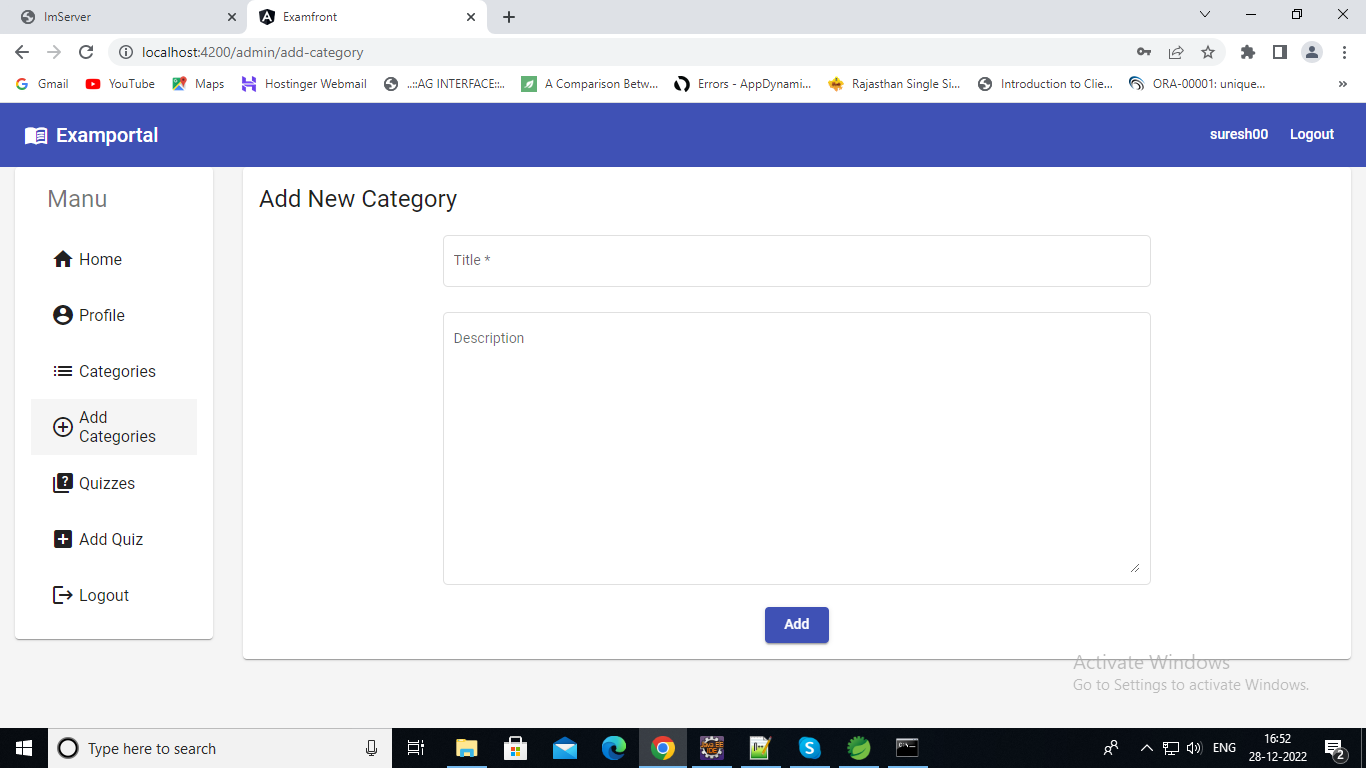 ImServer
Examfront
localhost:4200/admin/add-category
Gmail
YouTube
Maps
Hostinger Webmail
..::AG INTERFACE::..
A Comparison Betw...
Errors - AppDynami...
Rajasthan Single Si...
Introduction to Clie...
ORA-00001: unique...
»
Examportal
suresh00
Logout
Manu
Home
Profile
Categories
Add
Categories
Quizzes
Add Quiz
Logout
Add New Category
Title *
Description
Add
Activate Windows
Go to Settings to activate Windows.
Type here to search
ENG
16:52
28-12-2022
2